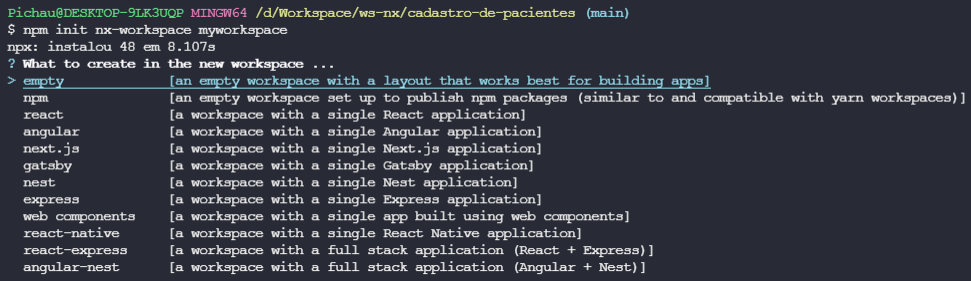 Pichau@DESKTOP-9LK3UQP MINGW64 /d/Workspace/ws-nx/cadastro-de-pacientes (main)
$ npm init nx-workspace myworkspace
npx: instalou 48 em 8.107s
? What to create in the new workspace ...
> empty [an empty workspace with a layout that works best for building apps]
npm [an empty workspace set up to publish npm packages (similar to and compatible with yarn workspaces)]
react [a workspace with a single React application]
angular [a workspace with a single Angular application]
next.js [a workspace with a single Next.js application]
gatsby [a workspace with a single Gatsby application]
nest [a workspace with a single Nest application]
express [a workspace with a single Express application]
web components [a workspace with a single app built using web components]
react-native [a workspace with a single React Native application]
react-express [a workspace with a full stack application (React + Express)]
angular-nest [a workspace with a full stack application (Angular + Nest)]